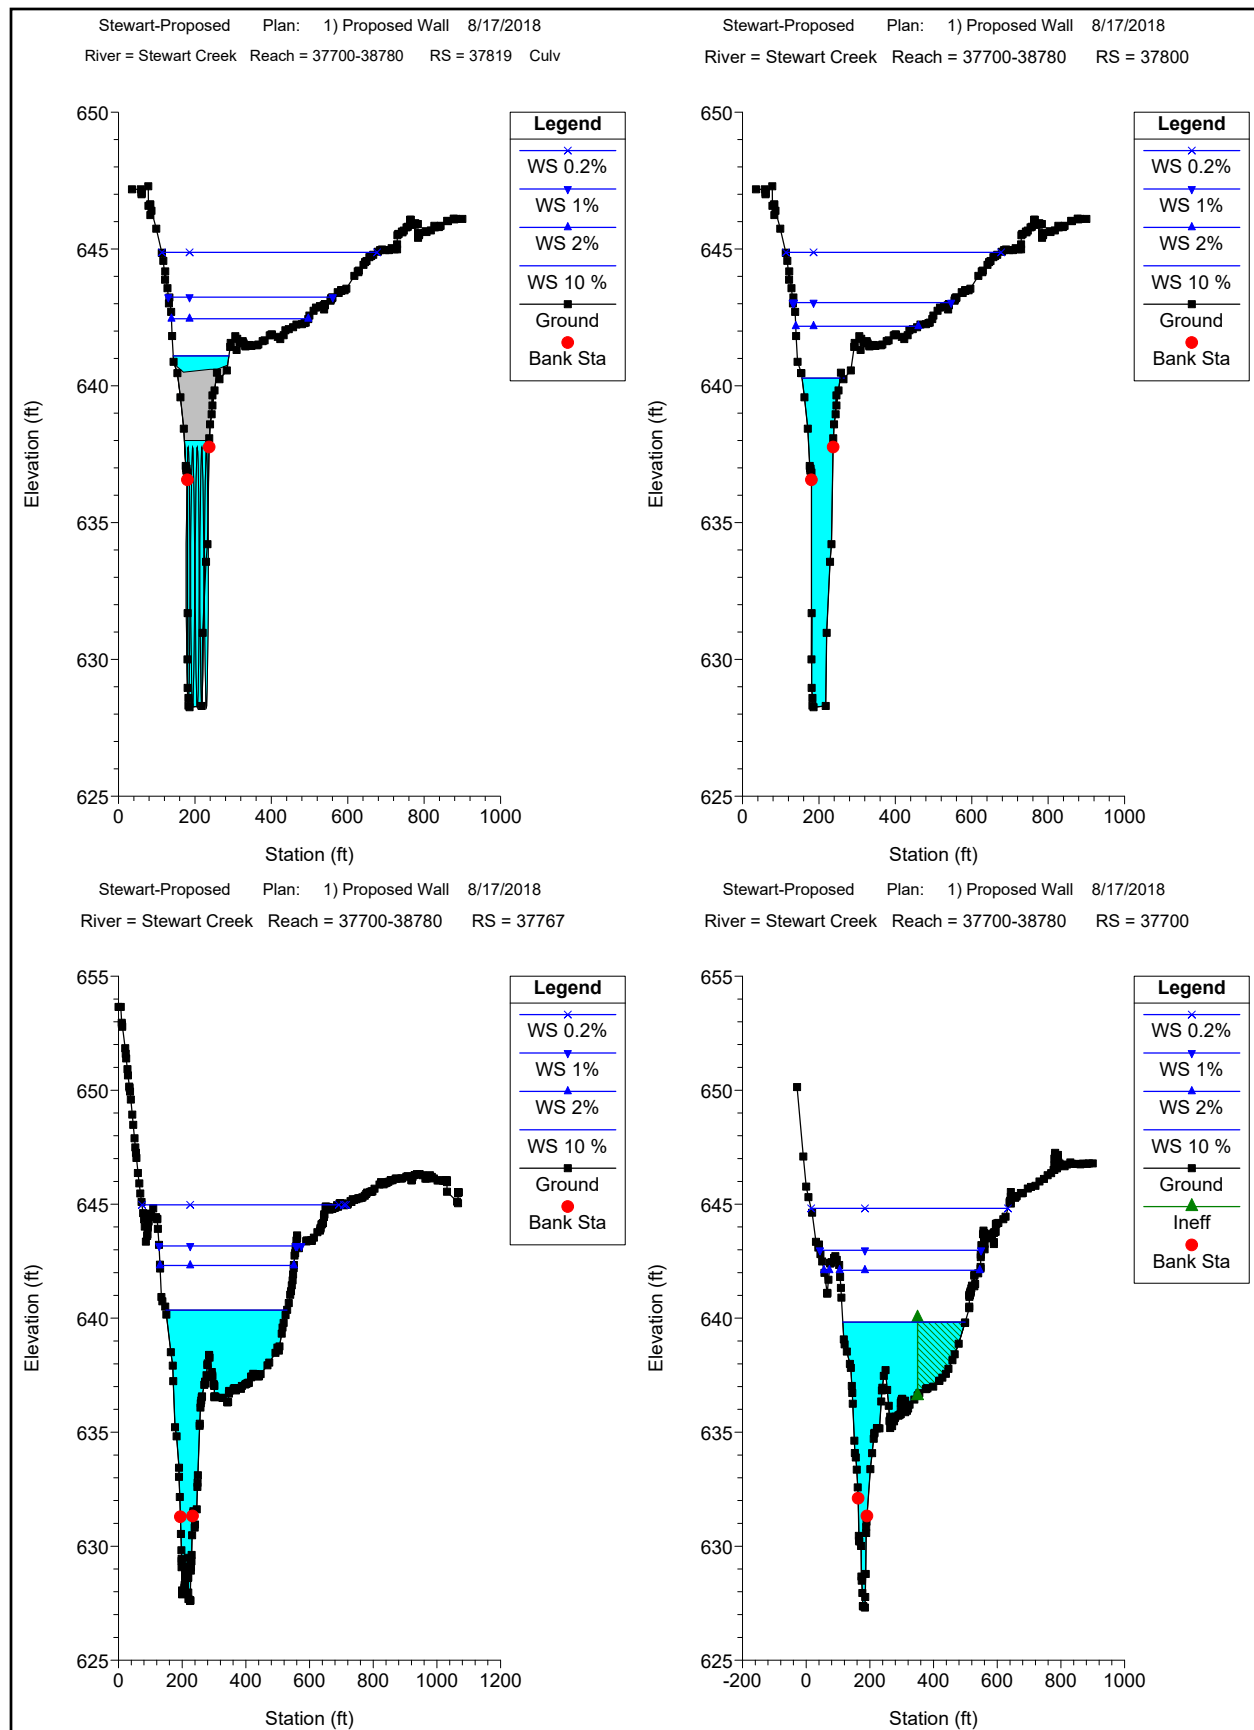 Stewart-Proposed Plan: 1) Proposed Wall 8/17/2018
River = Stewart Creek Reach = 37700-38780 RS = 37819 Culv
650
645
640
635
630
625
0 200 400 600 800 1000
Elevation (ft)
Station (ft)
Legend
WS 0.2%
WS 1%
WS 2%
WS 10 %
Ground
Bank Sta
Stewart-Proposed Plan: 1) Proposed Wall 8/17/2018
River = Stewart Creek Reach = 37700-38780 RS = 37800
650
645
640
635
630
625
0 200 400 600 800 1000
Elevation (ft)
Station (ft)
Legend
WS 0.2%
WS 1%
WS 2%
WS 10 %
Ground
Bank Sta
Stewart-Proposed Plan: 1) Proposed Wall 8/17/2018
River = Stewart Creek Reach = 37700-38780 RS = 37767
655
650
645
640
635
630
625
0 200 400 600 800 1000 1200
Elevation (ft)
Station (ft)
Legend
WS 0.2%
WS 1%
WS 2%
WS 10 %
Ground
Bank Sta
Stewart-Proposed Plan: 1) Proposed Wall 8/17/2018
River = Stewart Creek Reach = 37700-38780 RS = 37700
655
650
645
640
635
630
625
-200 0 200 400 600 800 1000
Elevation (ft)
Station (ft)
Legend
WS 0.2%
WS 1%
WS 2%
WS 10 %
Ground
Ineff
Bank Sta